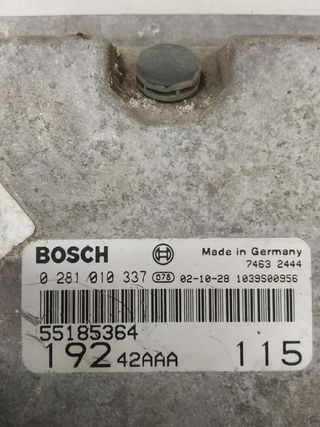 BOSCH Made in Germany
7463 2444
0 281 010 337 078 02-10-28 1039S00956
55185364
192 42AAA 115